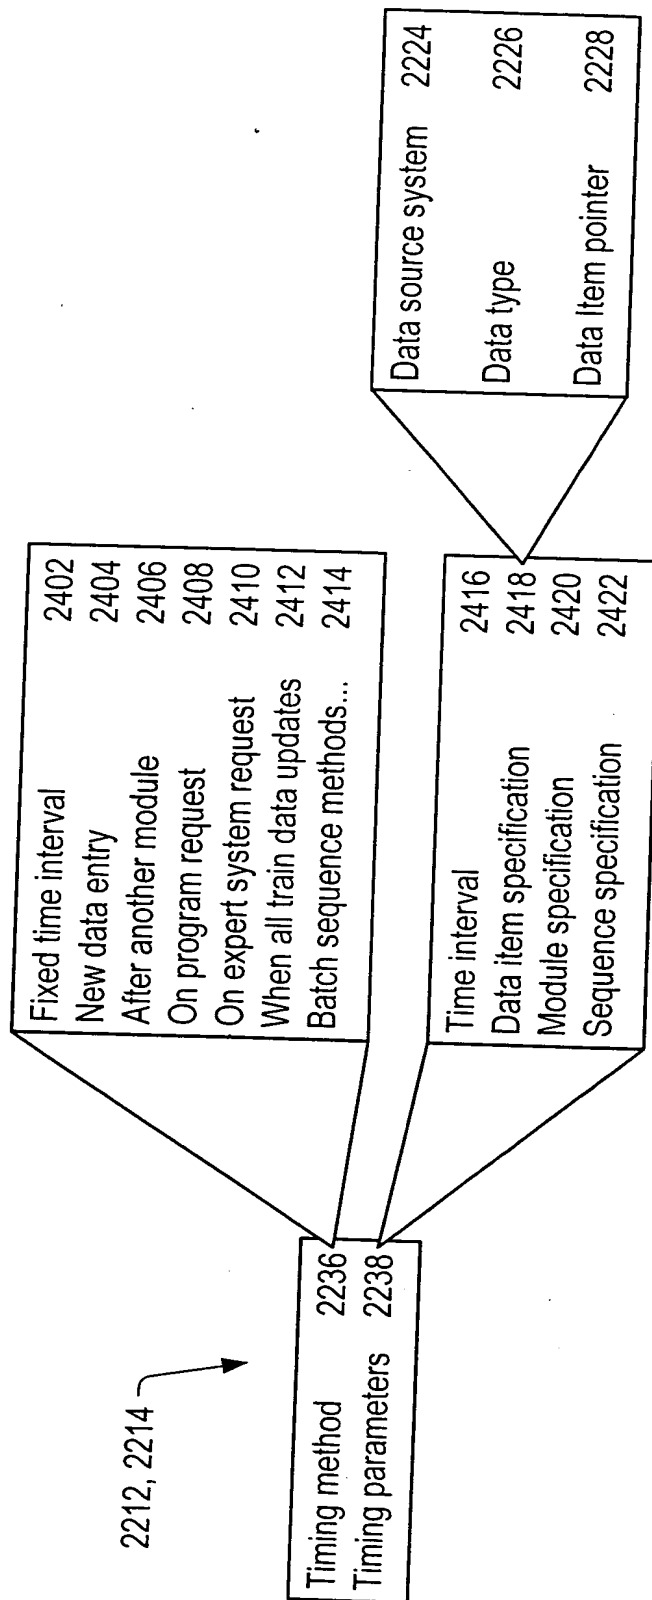 2212, 2214
Timing method 2236
Timing parameters 2238
Fixed time interval 2402
New data entry 2404
After another module 2406
On program request 2408
On expert system request 2410
When all train data updates 2412
Batch sequence methods... 2414
Time interval 2416
Data item specification 2418
Module specification 2420
Sequence specification 2422
Data source system 2224
Data type 2226
Data Item pointer 2228